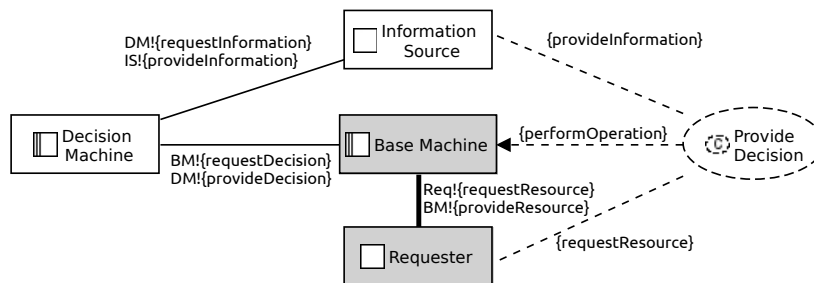 DM!{requestInformation}
IS!{provideInformation}
Information
Source
{provideInformation}
Decision
Machine
Base Machine
{performOperation}
C
Provide
Decision
BM!{requestDecision}
DM!{provideDecision}
Req!{requestResource}
BM!{provideResource}
{requestResource}
Requester